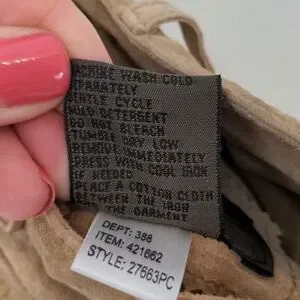 MACHINE WASH COLD
SEPARATELY
GENTLE CYCLE
MILD DETERGENT
DO NOT BLEACH
TUMBLE DRY LOW
REMOVE IMMEDIATELY
PRESS WITH COOL IRON
IF NEEDED
PLACE A COTTON CLOTH
BETWEEN THE IRON
THE GARMENT
DEPT: 388
ITEM: 421662
STYLE: 27663PC